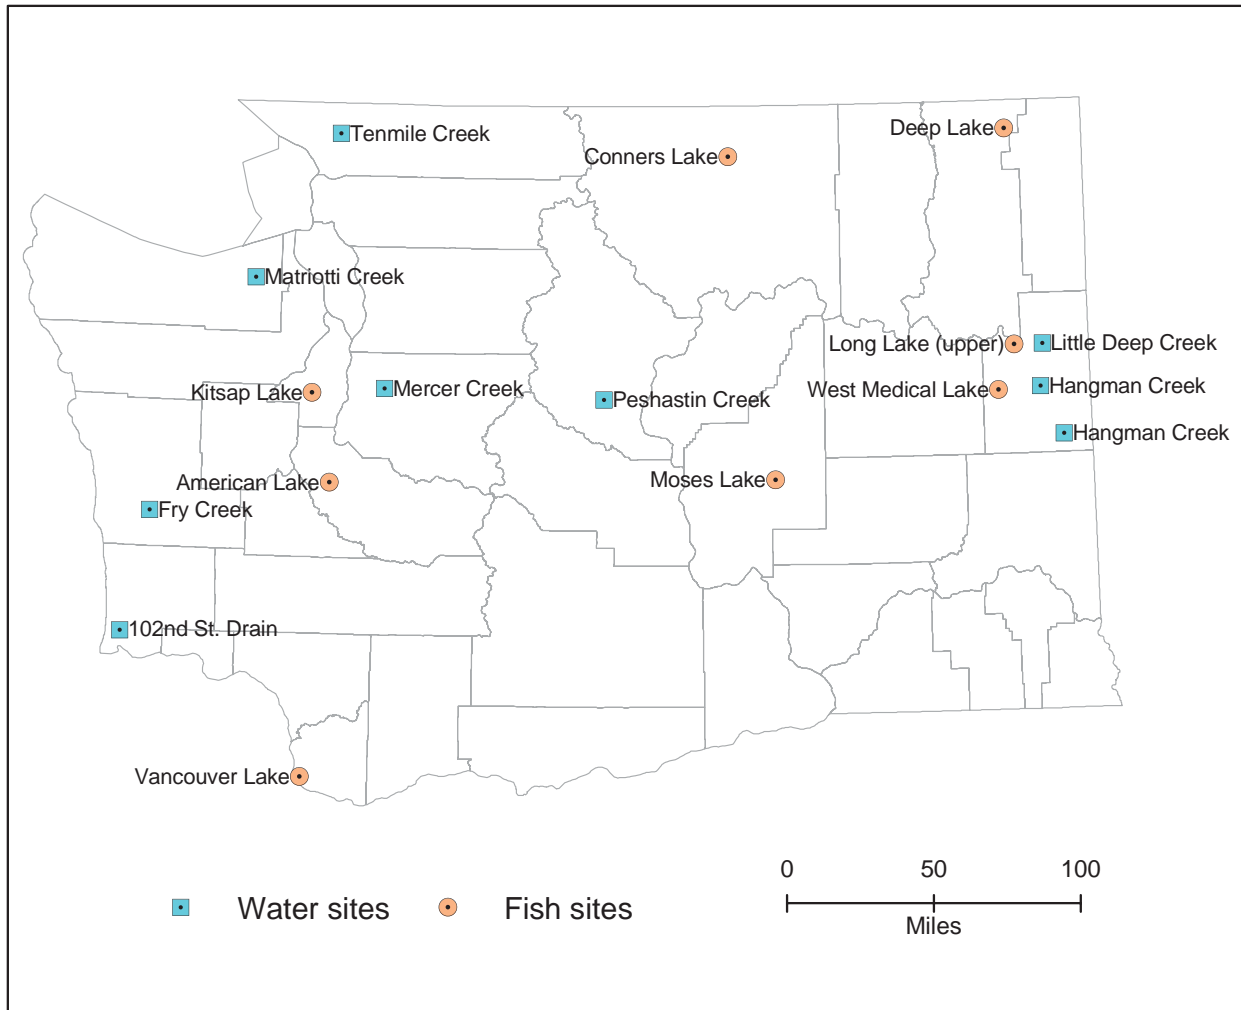 Deep Lake
Tenmile Creek
Conners Lake
Matriotti Creek
Long Lake (upper)
Little Deep Creek
Kitsap Lake
Mercer Creek
Peshastin Creek
West Medical Lake
Hangman Creek
Hangman Creek
American Lake
Moses Lake
Fry Creek
102nd St. Drain
Vancouver Lake
0 50 100
Miles
Water sites
Fish sites